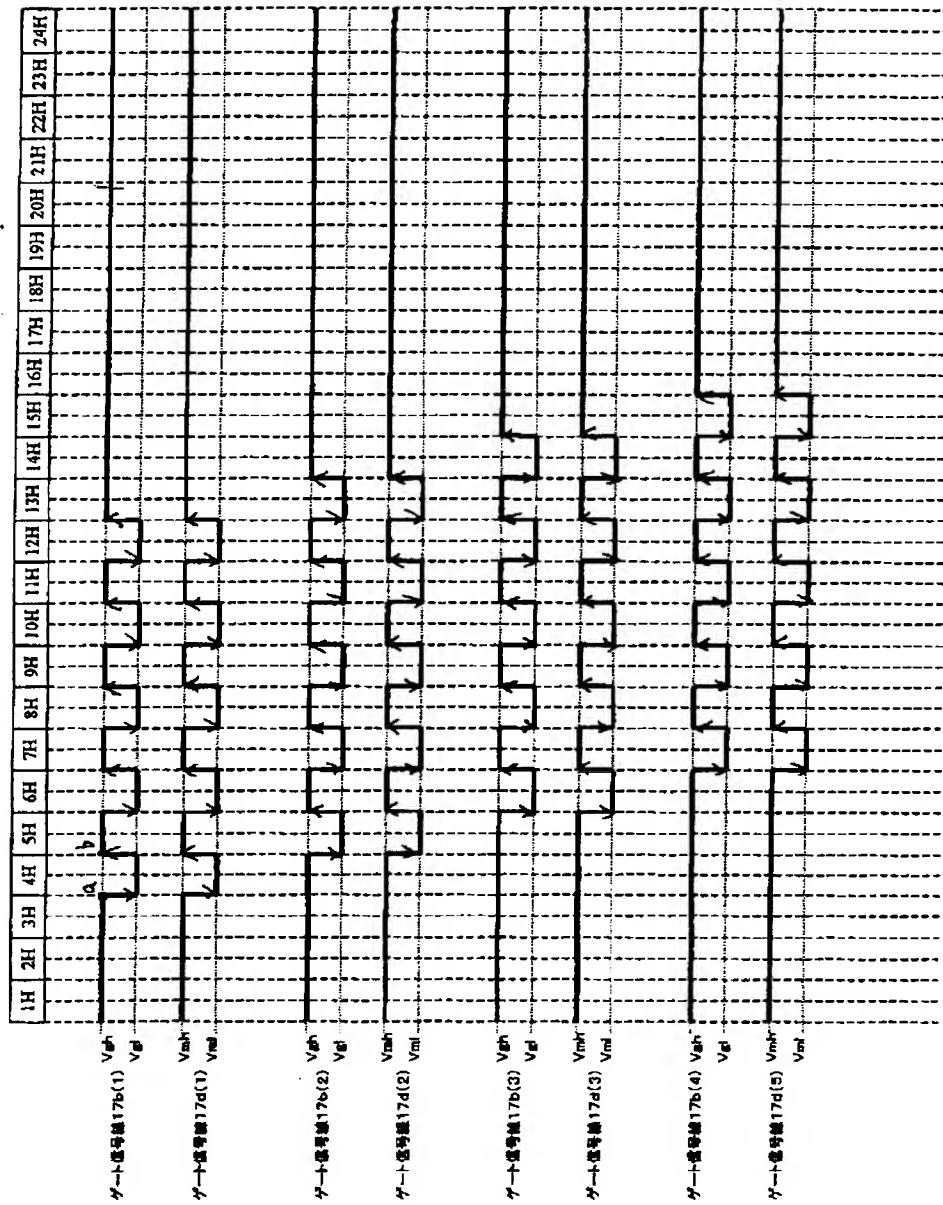 1H 2H 3H 4H 5H 6H 7H 8H 9H 10H 11H 12H 13H 14H 15H 16H 17H 18H 19H 20H 21H 22H 23H 24H
a b
ゲート信号線17b(1) Vgh
Vgl
ゲート信号線17d(1) Vmh
Vml
ゲート信号線17b(2) Vgh
Vgl
ゲート信号線17d(2) Vmh
Vml
ゲート信号線17b(3) Vgh
Vgl
ゲート信号線17d(3) Vmh
Vml
ゲート信号線17b(4) Vgh
Vgl
ゲート信号線17d(5) Vmh
Vml